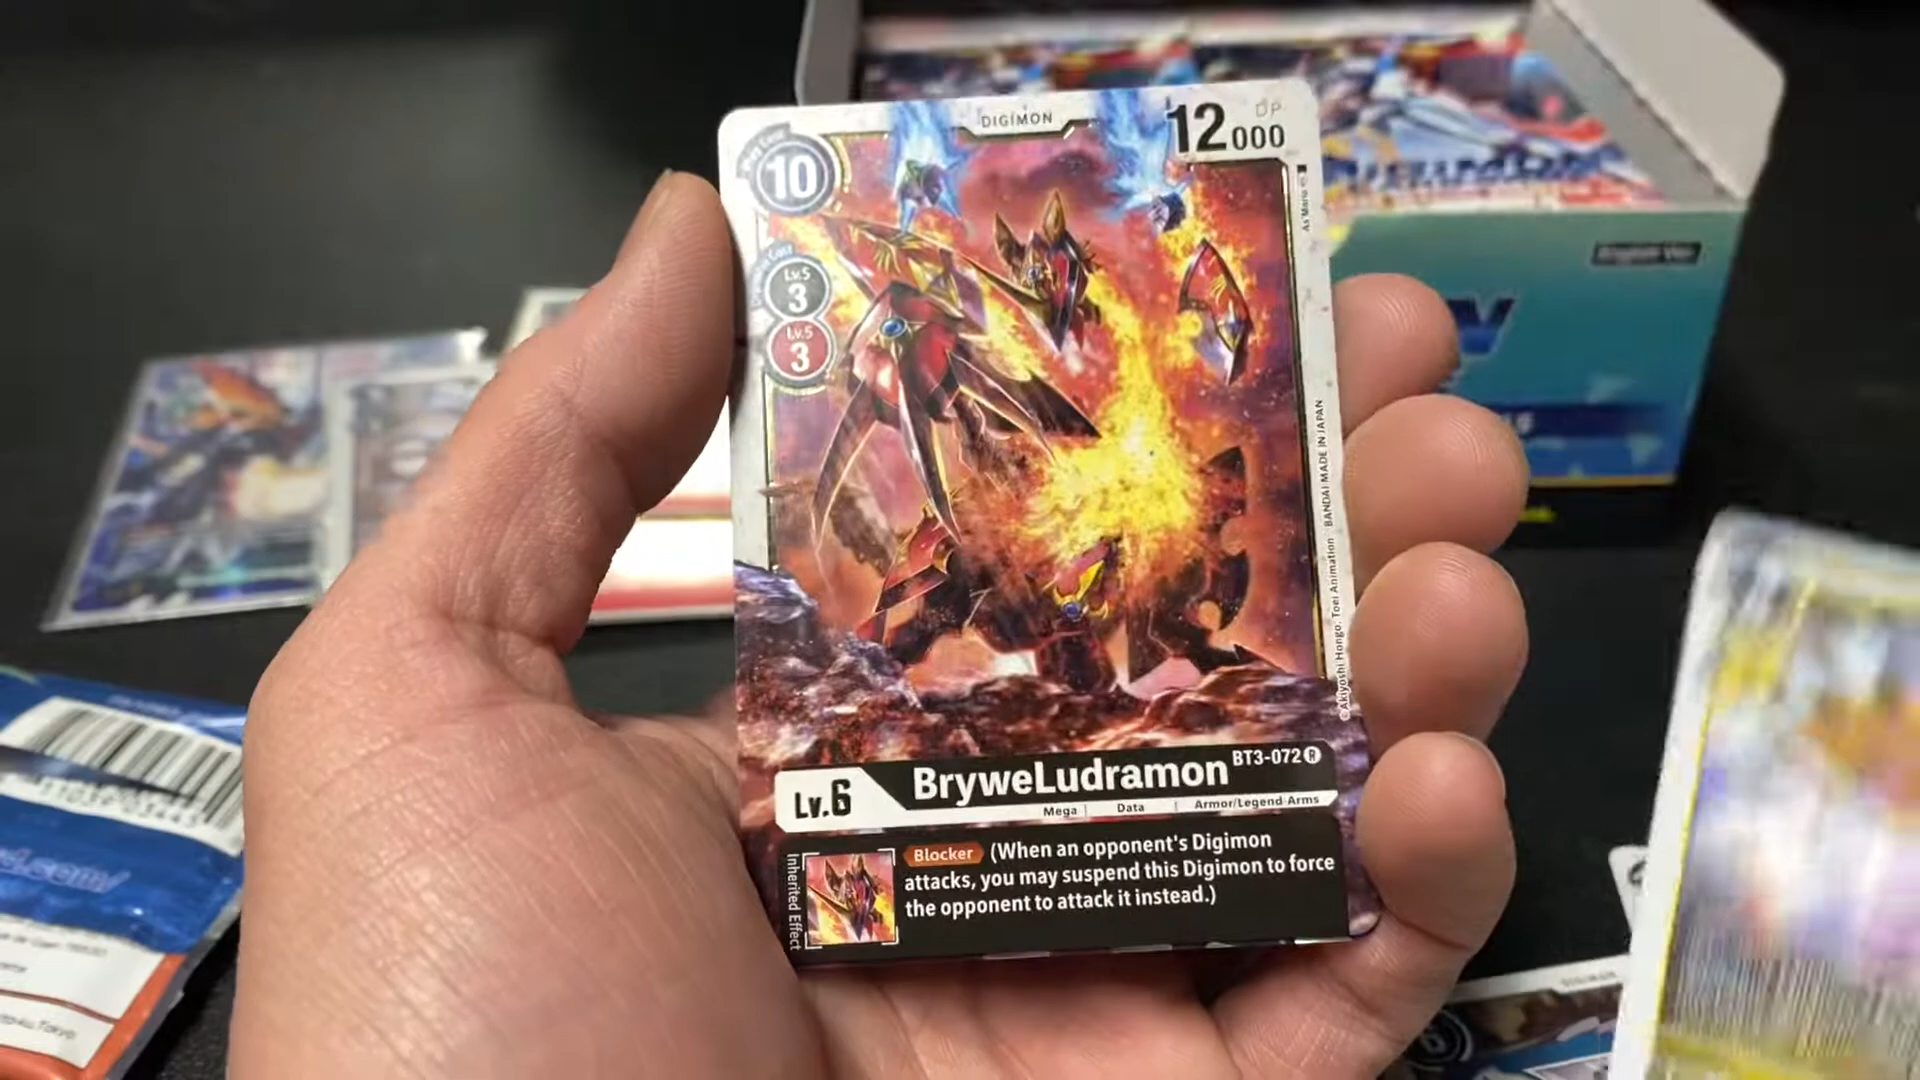 DIGIMON
DP
12000
10
Lv.5
3
Lv.5
3
English Ver.
©Akiyoshi Hongo, Toei Animation BANDAI MADE IN JAPAN
BT3-072 R
BryweLudramon
Lv.6
Mega | Data | Armor/Legend-Arms
Inherited Effect
Blocker (When an opponent's Digimon
attacks, you may suspend this Digimon to force
the opponent to attack it instead.)